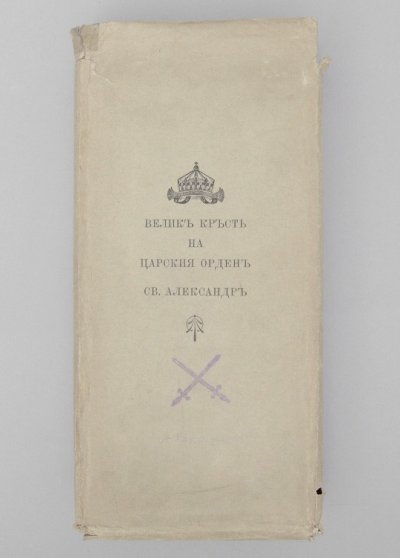 ВЕЛИКЪ КРЪСТЪ
НА
ЦАРСКИЯ ОРДЕНЪ
СВ. АЛЕКСАНДРЪ